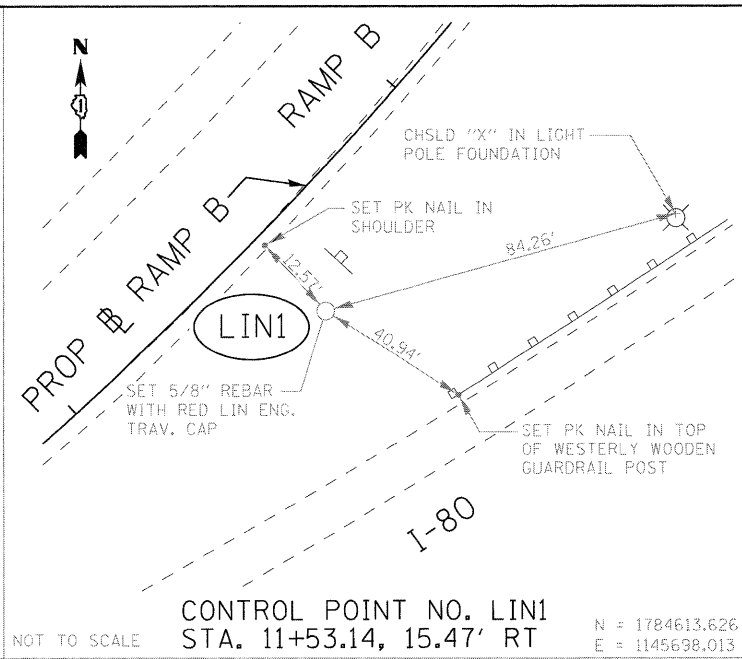 N
1
RAMP B
CHSLD "X" IN LIGHT
POLE FOUNDATION
SET PK NAIL IN
SHOULDER
PROP BL RAMP B
12.57'
84.26'
LIN1
40.94'
SET 5/8" REBAR
WITH RED LIN ENG.
TRAV. CAP
SET PK NAIL IN TOP
OF WESTERLY WOODEN
GUARDRAIL POST
I-80
CONTROL POINT NO. LIN1
STA. 11+53.14, 15.47' RT
NOT TO SCALE
N = 1784613.626
E = 1145698.013